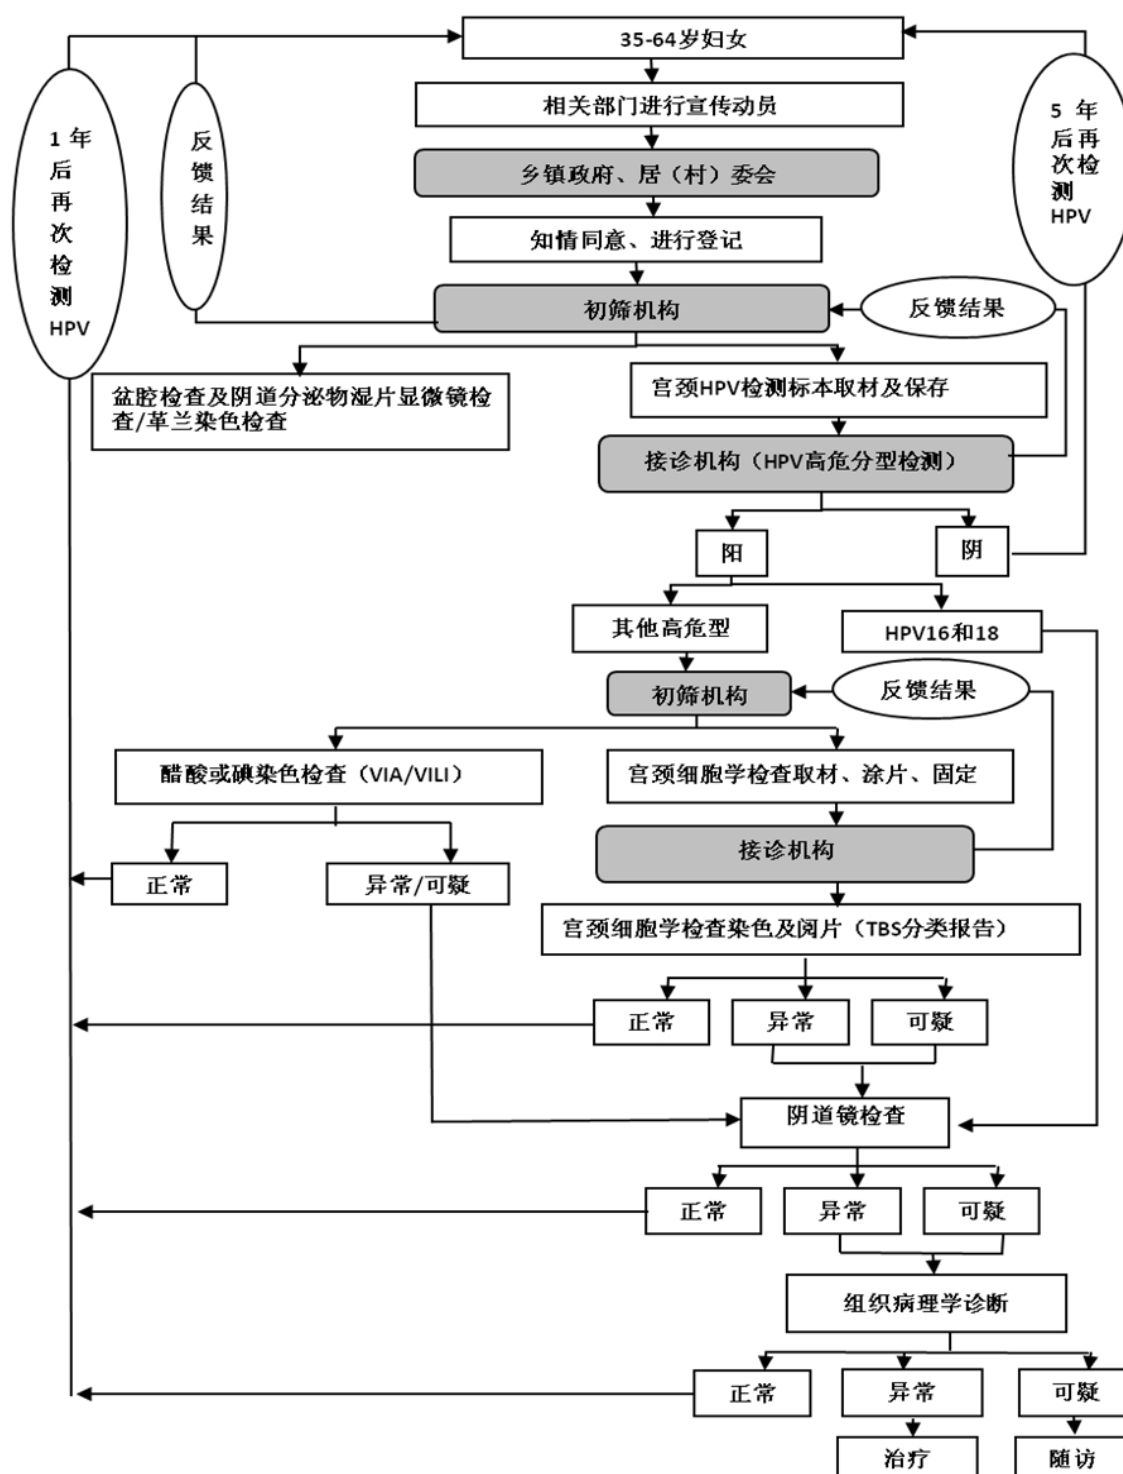 35-64岁妇女
相关部门进行宣传动员
乡镇政府、居（村）委会
知情同意、进行登记
1 年
后
再
次
检
测
HPV
反
馈
结
果
5 年
后再
次检
测
HPV
初筛机构
反馈结果
盆腔检查及阴道分泌物湿片显微镜检
查/革兰染色检查
宫颈HPV检测标本取材及保存
接诊机构（HPV高危分型检测）
阳
阴
其他高危型
HPV16和18
初筛机构
反馈结果
醋酸或碘染色检查（VIA/VILI）
宫颈细胞学检查取材、涂片、固定
接诊机构
正常
异常/可疑
宫颈细胞学检查染色及阅片（TBS分类报告）
正常
异常
可疑
阴道镜检查
正常
异常
可疑
组织病理学诊断
正常
异常
可疑
治疗
随访